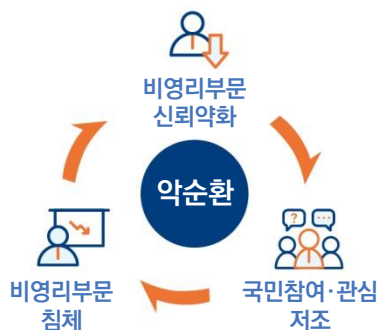 비영리부문
신뢰약화
악순환
?
...
비영리부문
침체
국민참여·관심
저조